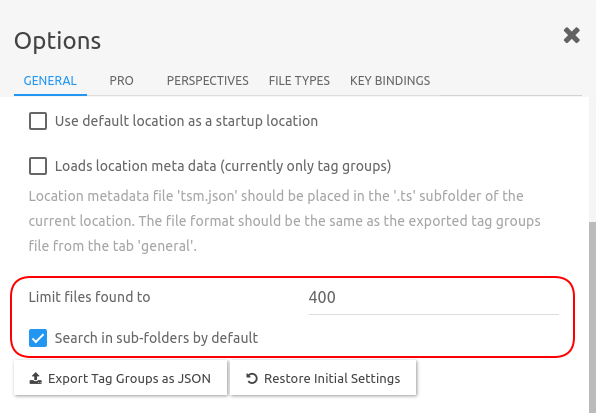 Options
GENERAL PRO PERSPECTIVES FILE TYPES KEY BINDINGS
Use default location as a startup location
Loads location meta data (currently only tag groups)
Location metadata file 'tsm.json' should be placed in the '.ts' subfolder of the
current location. The file format should be the same as the exported tag groups
file from the tab 'general'.
Limit files found to 400
Search in sub-folders by default
Export Tag Groups as JSON Restore Initial Settings